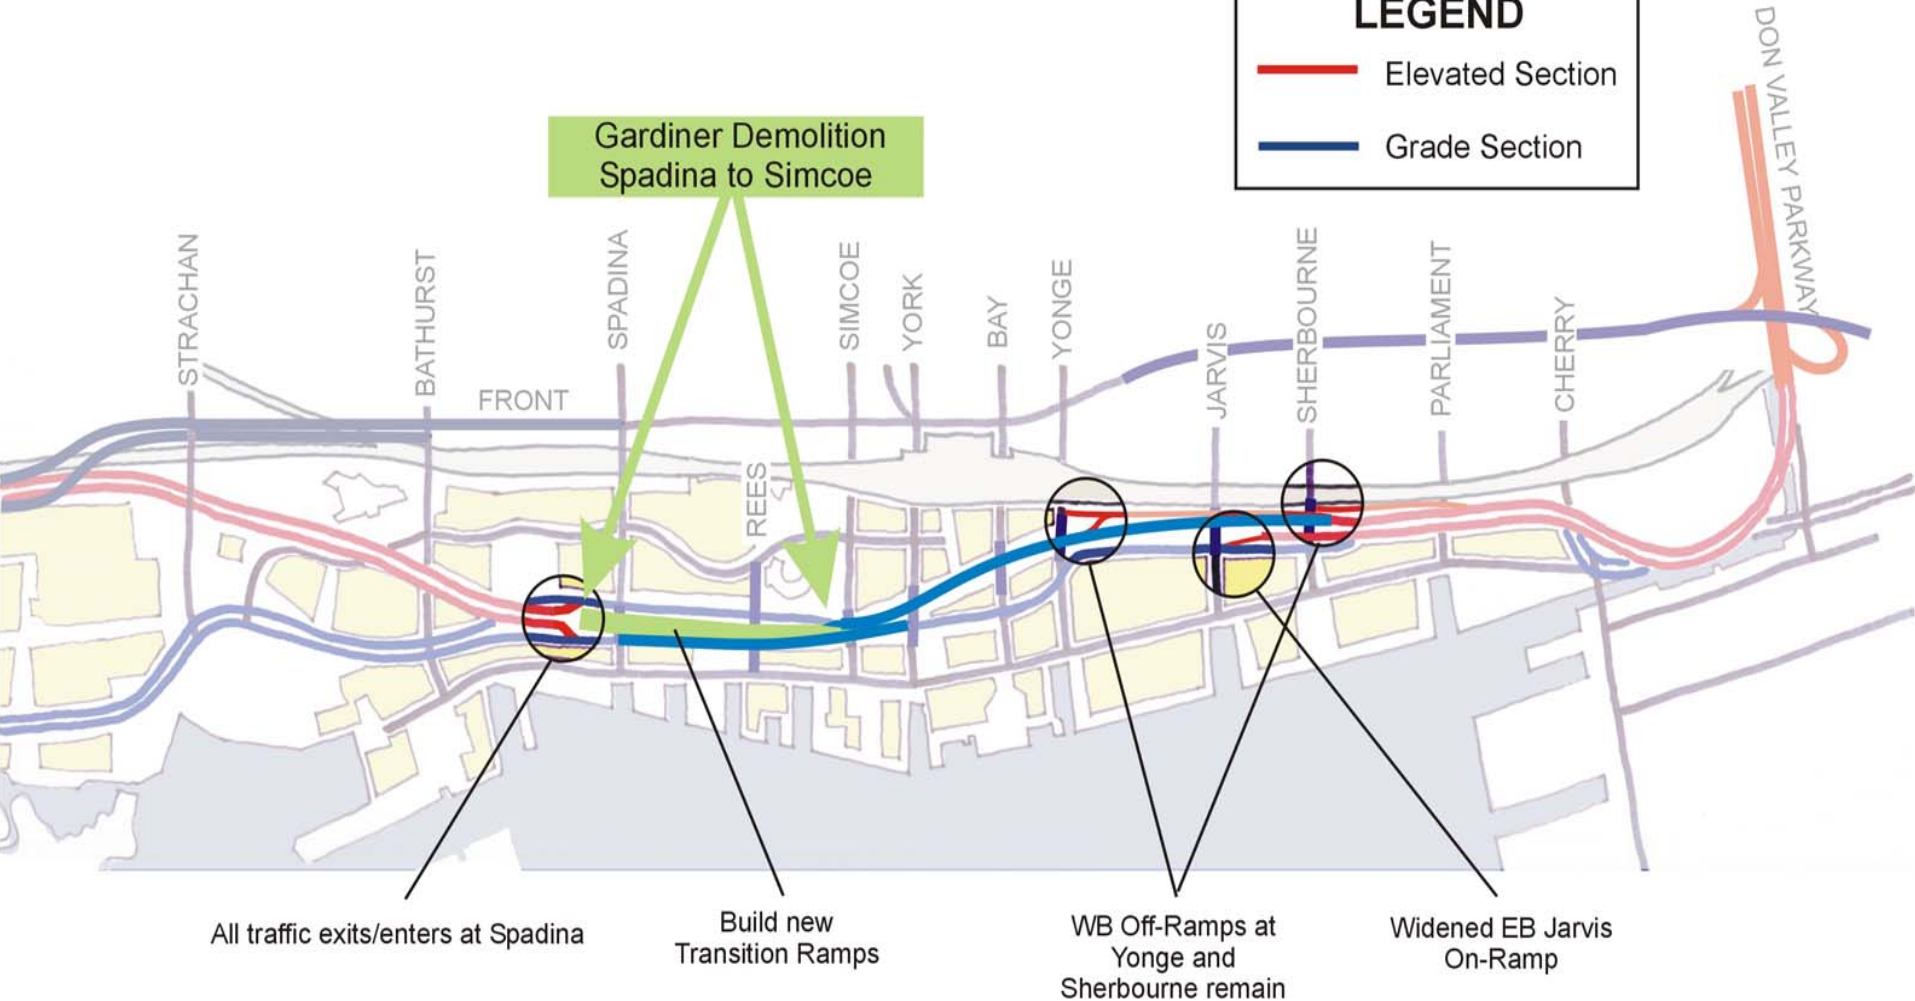 LEGEND
Elevated Section
Grade Section
DON VALLEY PARKWAY
Gardiner Demolition
Spadina to Simcoe
STRACHAN
BATHURST
FRONT
SPADINA
REES
SIMCOE
YORK
BAY
YONGE
JARVIS
SHERBOURNE
PARLIAMENT
CHERRY
All traffic exits/enters at Spadina
Build new
Transition Ramps
WB Off-Ramps at
Yonge and
Sherbourne remain
Widened EB Jarvis
On-Ramp